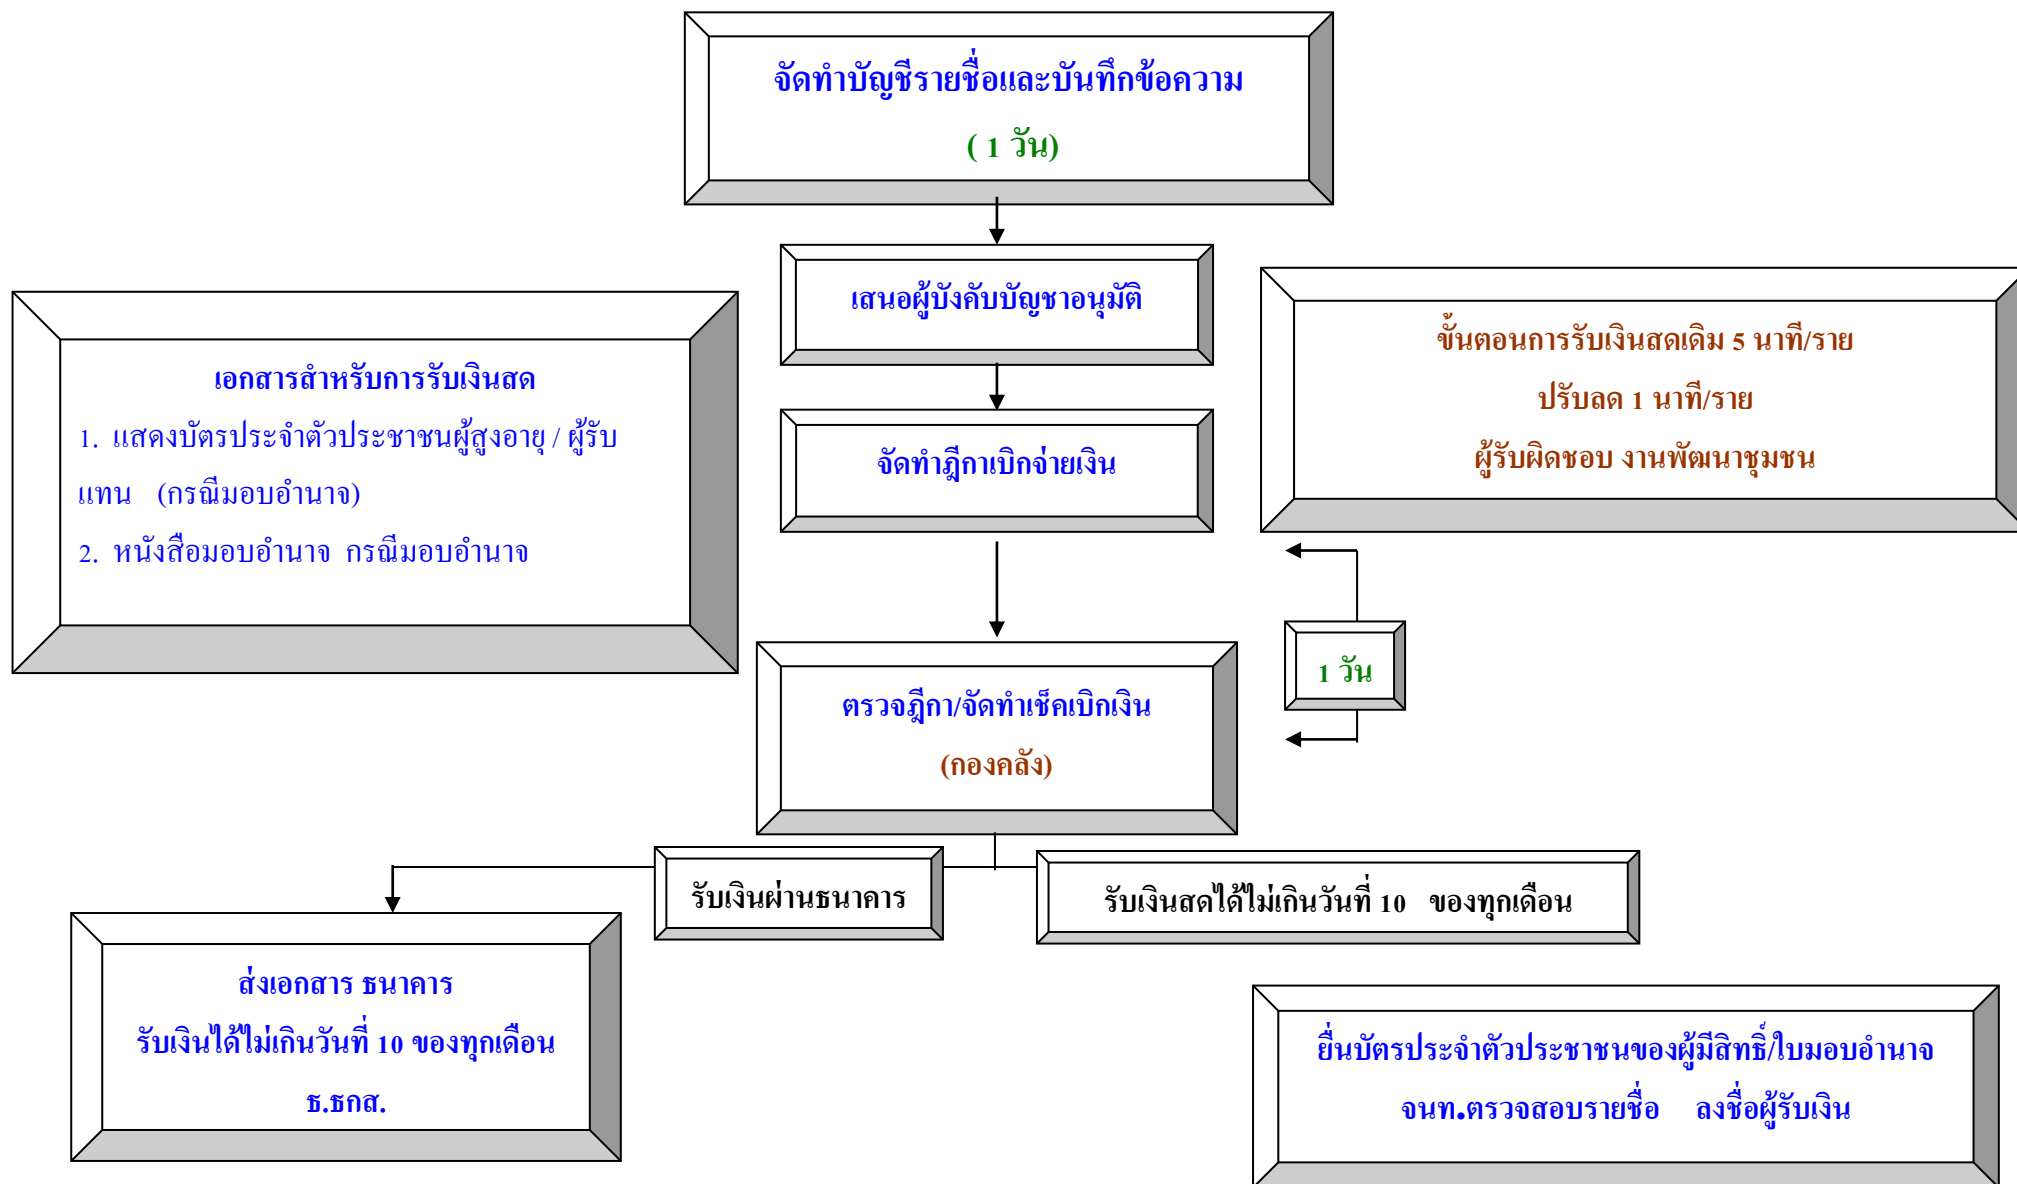 จัดทำบัญชีรายชื่อและบันทึกข้อความ
( 1 วัน)
เสนอผู้บังคับบัญชาอนุมัติ
เอกสารสำหรับการรับเงินสด
1. แสดงบัตรประจำตัวประชาชนผู้สูงอายุ / ผู้รับ
แทน (กรณีมอบอำนาจ)
2. หนังสือมอบอำนาจ กรณีมอบอำนาจ
จัดทำฎีกาเบิกจ่ายเงิน
ขั้นตอนการรับเงินสดเดิม 5 นาที/ราย
ปรับลด 1 นาที/ราย
ผู้รับผิดชอบ งานพัฒนาชุมชน
1 วัน
ตรวจฎีกา/จัดทำเช็คเบิกเงิน
(กองคลัง)
รับเงินผ่านธนาคาร
รับเงินสดได้ไม่เกินวันที่ 10 ของทุกเดือน
ส่งเอกสาร ธนาคาร
รับเงินได้ไม่เกินวันที่ 10 ของทุกเดือน
ธ.ธกส.
ยื่นบัตรประจำตัวประชาชนของผู้มีสิทธิ์/ใบมอบอำนาจ
จนท.ตรวจสอบรายชื่อ ลงชื่อผู้รับเงิน